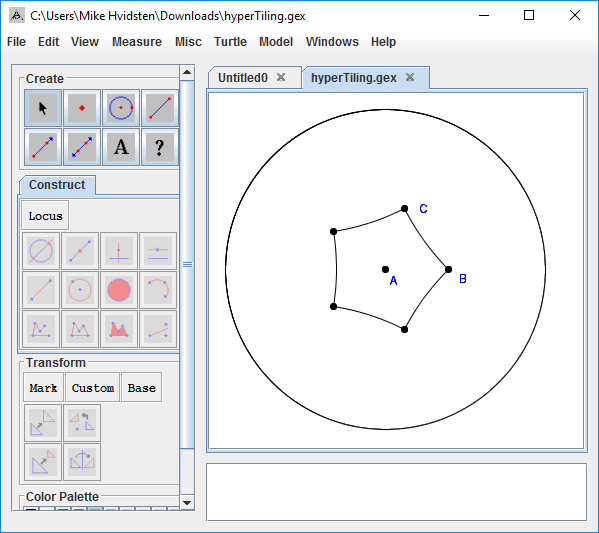 C:\Users\Mike Hvidsten\Downloads\hyperTiling.gex
File Edit View Measure Misc Turtle Model Windows Help
Create
A ?
Construct
Locus
Transform
Mark Custom Base
Color Palette
Untitled0 hyperTiling.gex
C
A
B